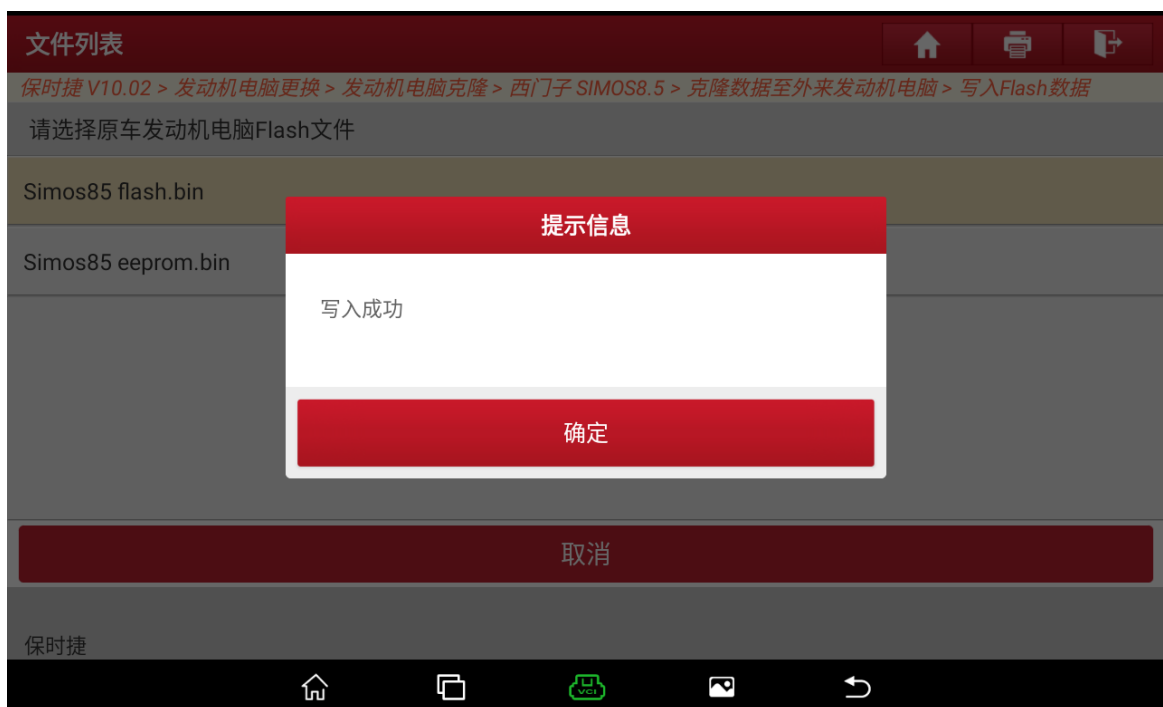 文件列表
保时捷 V10.02 > 发动机电脑更换 > 发动机电脑克隆 > 西门子 SIMOS8.5 > 克隆数据至外来发动机电脑 > 写入Flash数据
请选择原车发动机电脑Flash文件
Simos85 flash.bin
提示信息
Simos85 eeprom.bin
写入成功
确定
取消
保时捷
VCI